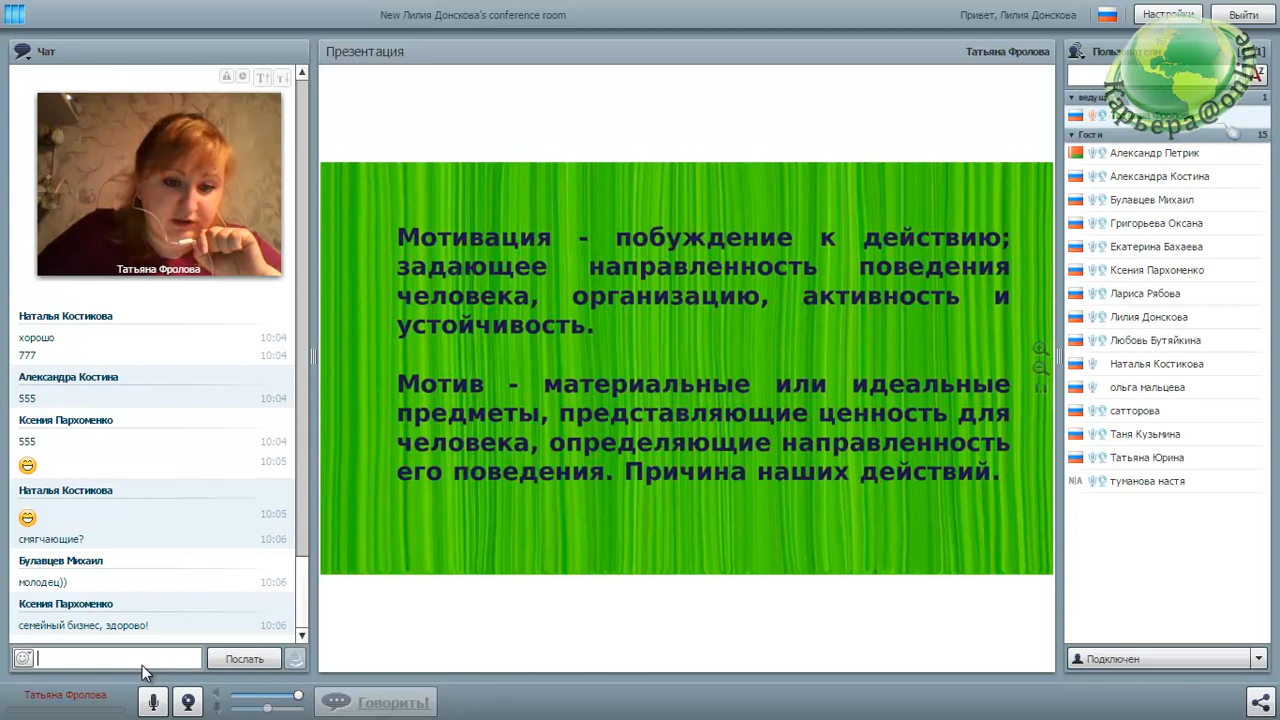 New Лилия Донскова's conference room
Привет, Лилия Донскова
Настройки
Выйти
Чат
Татьяна Фролова
Наталья Костикова
хорошо 10:04
777 10:04
Александра Костина
555 10:04
Ксения Пархоменко
555 10:04
10:05
Наталья Костикова
10:05
смягчающие? 10:06
Булавцев Михаил
молодец)) 10:06
Ксения Пархоменко
семейный бизнес, здорово! 10:06
Послать
Татьяна Фролова
Говорить!
Презентация
Татьяна Фролова
Мотивация - побуждение к действию;
задающее направленность поведения
человека, организацию, активность и
устойчивость.
Мотив - материальные или идеальные
предметы, представляющие ценность для
человека, определяющие направленность
его поведения. Причина наших действий.
1:1
Карьера@online
Гости 15
Александр Петрик
Александра Костина
Булавцев Михаил
Григорьева Оксана
Екатерина Бахаева
Ксения Пархоменко
Лариса Рябова
Лилия Донскова
Любовь Бутяйкина
Наталья Костикова
ольга мальцева
сатторова
Таня Кузьмина
Татьяна Юрина
N/A туманова настя
Подключен